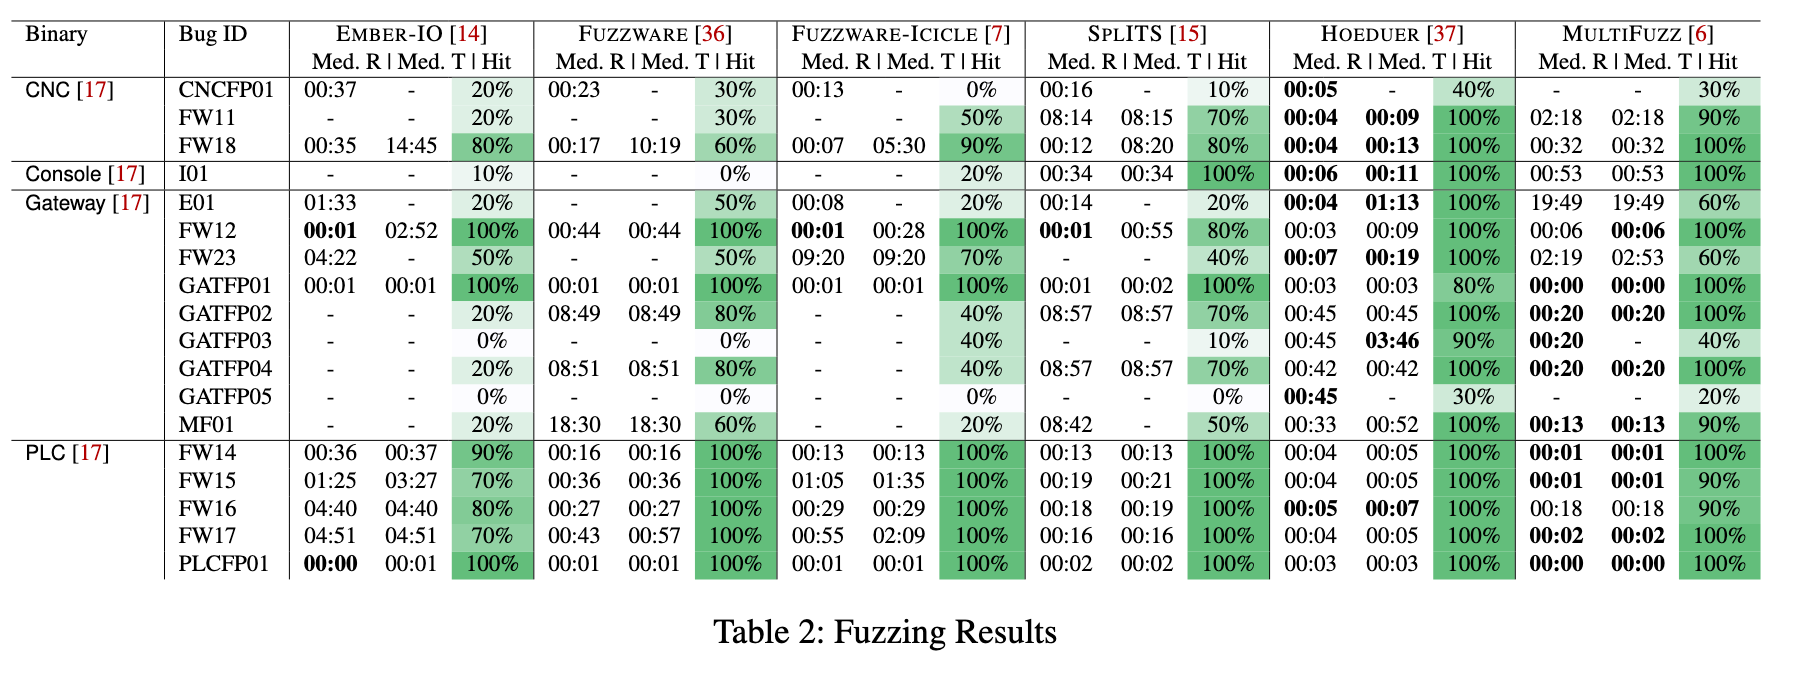 Binary Bug ID EMBER-IO [14] FUZZWARE [36] FUZZWARE-ICICLE [7] SPLITS [15] HOEDUER [37] MULTIFUZZ [6]
Med. R | Med. T | Hit Med. R | Med. T | Hit Med. R | Med. T | Hit Med. R | Med. T | Hit Med. R | Med. T | Hit Med. R | Med. T | Hit
CNC [17] CNCFP01 00:37 - 20% 00:23 - 30% 00:13 - 0% 00:16 - 10% 00:05 - 40% - - 30%
FW11 - - 20% - - 30% - - 50% 08:14 08:15 70% 00:04 00:09 100% 02:18 02:18 90%
FW18 00:35 14:45 80% 00:17 10:19 60% 00:07 05:30 90% 00:12 08:20 80% 00:04 00:13 100% 00:32 00:32 100%
Console [17] I01 - - 10% - - 0% - - 20% 00:34 00:34 100% 00:06 00:11 100% 00:53 00:53 100%
Gateway [17] E01 01:33 - 20% - - 50% 00:08 - 20% 00:14 - 20% 00:04 01:13 100% 19:49 19:49 60%
FW12 00:01 02:52 100% 00:44 00:44 100% 00:01 00:28 100% 00:01 00:55 80% 00:03 00:09 100% 00:06 00:06 100%
FW23 04:22 - 50% - - 50% 09:20 09:20 70% - - 40% 00:07 00:19 100% 02:19 02:53 60%
GATFP01 00:01 00:01 100% 00:01 00:01 100% 00:01 00:01 100% 00:01 00:02 100% 00:03 00:03 80% 00:00 00:00 100%
GATFP02 - - 20% 08:49 08:49 80% - - 40% 08:57 08:57 70% 00:45 00:45 100% 00:20 00:20 100%
GATFP03 - - 0% - - 0% - - 40% - - 10% 00:45 03:46 90% 00:20 - 40%
GATFP04 - - 20% 08:51 08:51 80% - - 40% 08:57 08:57 70% 00:42 00:42 100% 00:20 00:20 100%
GATFP05 - - 0% - - 0% - - 0% - - 0% 00:45 - 30% - - 20%
MF01 - - 20% 18:30 18:30 60% - - 20% 08:42 - 50% 00:33 00:52 100% 00:13 00:13 90%
PLC [17] FW14 00:36 00:37 90% 00:16 00:16 100% 00:13 00:13 100% 00:13 00:13 100% 00:04 00:05 100% 00:01 00:01 100%
FW15 01:25 03:27 70% 00:36 00:36 100% 01:05 01:35 100% 00:19 00:21 100% 00:04 00:05 100% 00:01 00:01 90%
FW16 04:40 04:40 80% 00:27 00:27 100% 00:29 00:29 100% 00:18 00:19 100% 00:05 00:07 100% 00:18 00:18 90%
FW17 04:51 04:51 70% 00:43 00:57 100% 00:55 02:09 100% 00:16 00:16 100% 00:04 00:05 100% 00:02 00:02 100%
PLCFP01 00:00 00:01 100% 00:01 00:01 100% 00:01 00:01 100% 00:02 00:02 100% 00:03 00:03 100% 00:00 00:00 100%
Table 2: Fuzzing Results